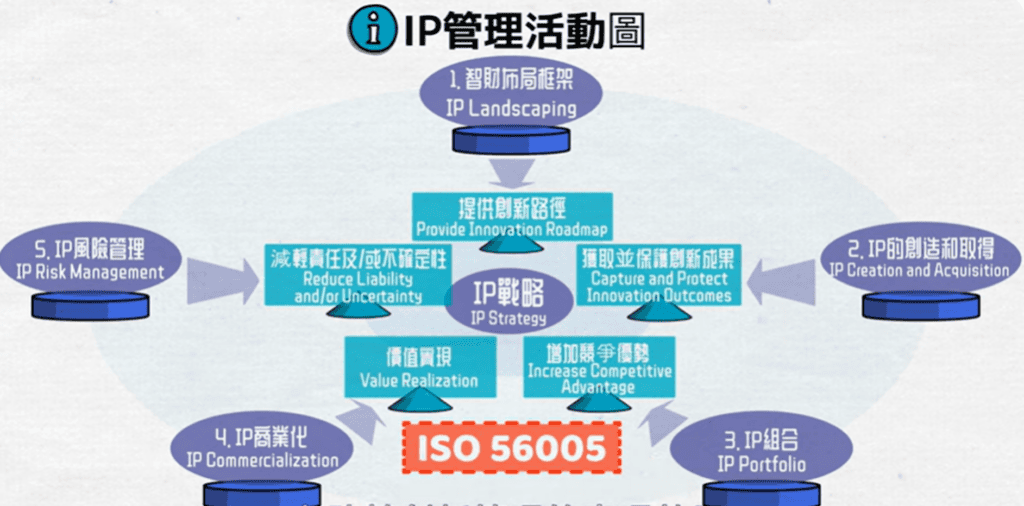 IP管理活動圖
1. 智財佈局框架
IP Landscaping
提供創新路徑
Provide Innovation Roadmap
5. IP風險管理
IP Risk Management
減輕責任及/或不確定性
Reduce Liability
and/or Uncertainty
IP戰略
IP Strategy
獲取並保護創新成果
Capture and Protect
Innovation Outcomes
2. IP的創造和取得
IP Creation and Acquisition
價值實現
Value Realization
增加競爭優勢
Increase Competitive
Advantage
4. IP商業化
IP Commercialization
ISO 56005
3. IP組合
IP Portfolio